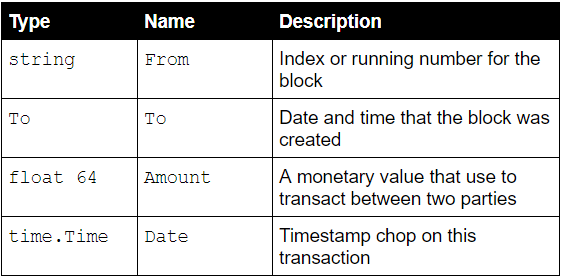 Type Name Description
string From Index or running number for the
block
To To Date and time that the block was
created
float 64 Amount A monetary value that use to
transact between two parties
time.Time Date Timestamp chop on this
transaction